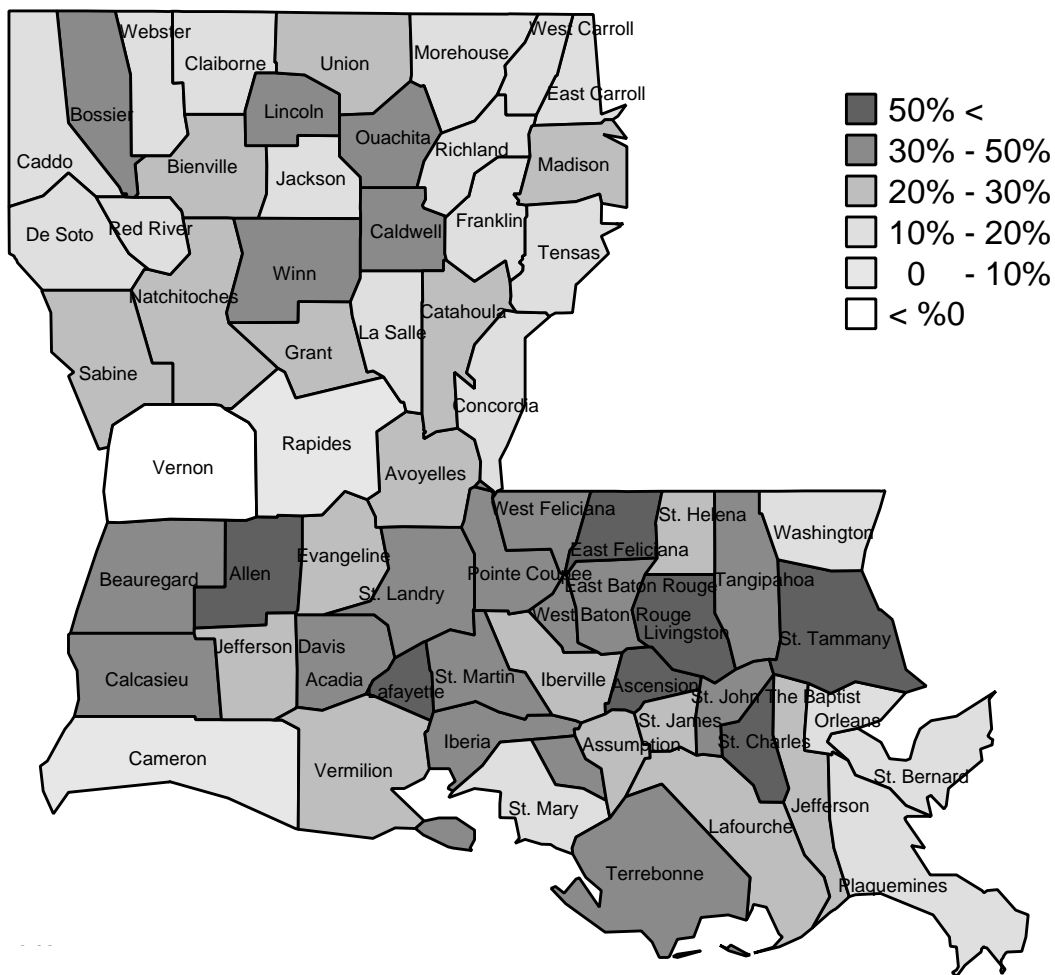 Webster
West Carroll
Claiborne
Union
Morehouse
East Carroll
Bossier
Lincoln
Ouachita
Richland
Caddo
Bienville
Jackson
Madison
De Soto
Red River
Caldwell
Franklin
Tensas
Winn
Natchitoches
Catahoula
La Salle
Grant
Sabine
Concordia
Rapides
Vernon
Avoyelles
West Feliciana
St. Helena
Washington
East Feliciana
Evangeline
Beauregard
Allen
Pointe Coupee
East Baton Rouge
Tangipahoa
St. Landry
West Baton Rouge
Livingston
St. Tammany
Jefferson Davis
Calcasieu
Acadia
Lafayette
St. Martin
Iberville
Ascension
St. John The Baptist
St. James
Orleans
Cameron
Vermilion
Iberia
Assumption
St. Charles
St. Bernard
St. Mary
Lafourche
Jefferson
Terrebonne
Plaquemines
50% <
30% - 50%
20% - 30%
10% - 20%
0 - 10%
< %0